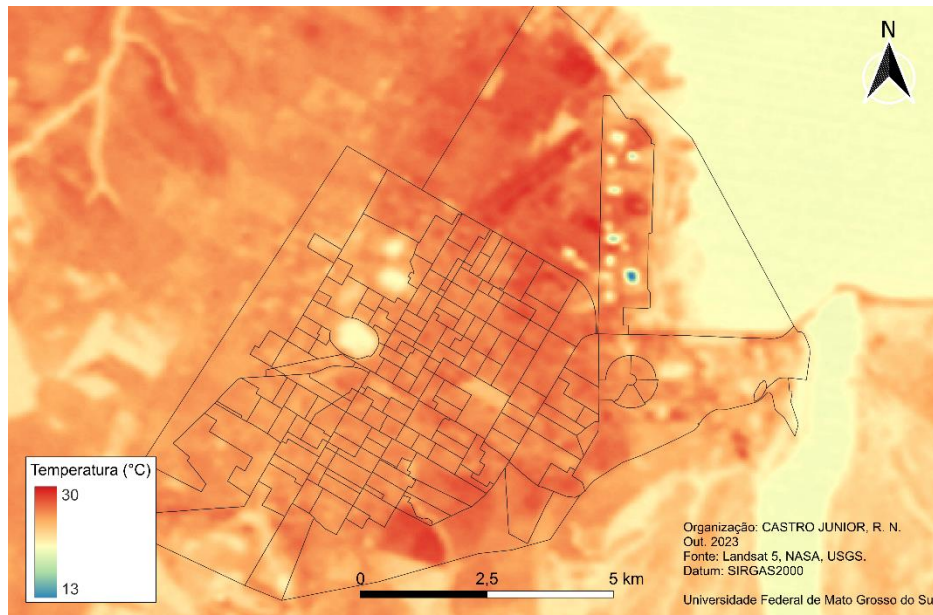 N
Temperatura (°C)
30
13
0
2,5
5 km
Organização: CASTRO JUNIOR, R. N.
Out. 2023
Fonte: Landsat 5, NASA, USGS.
Datum: SIRGAS2000
Universidade Federal de Mato Grosso do Su